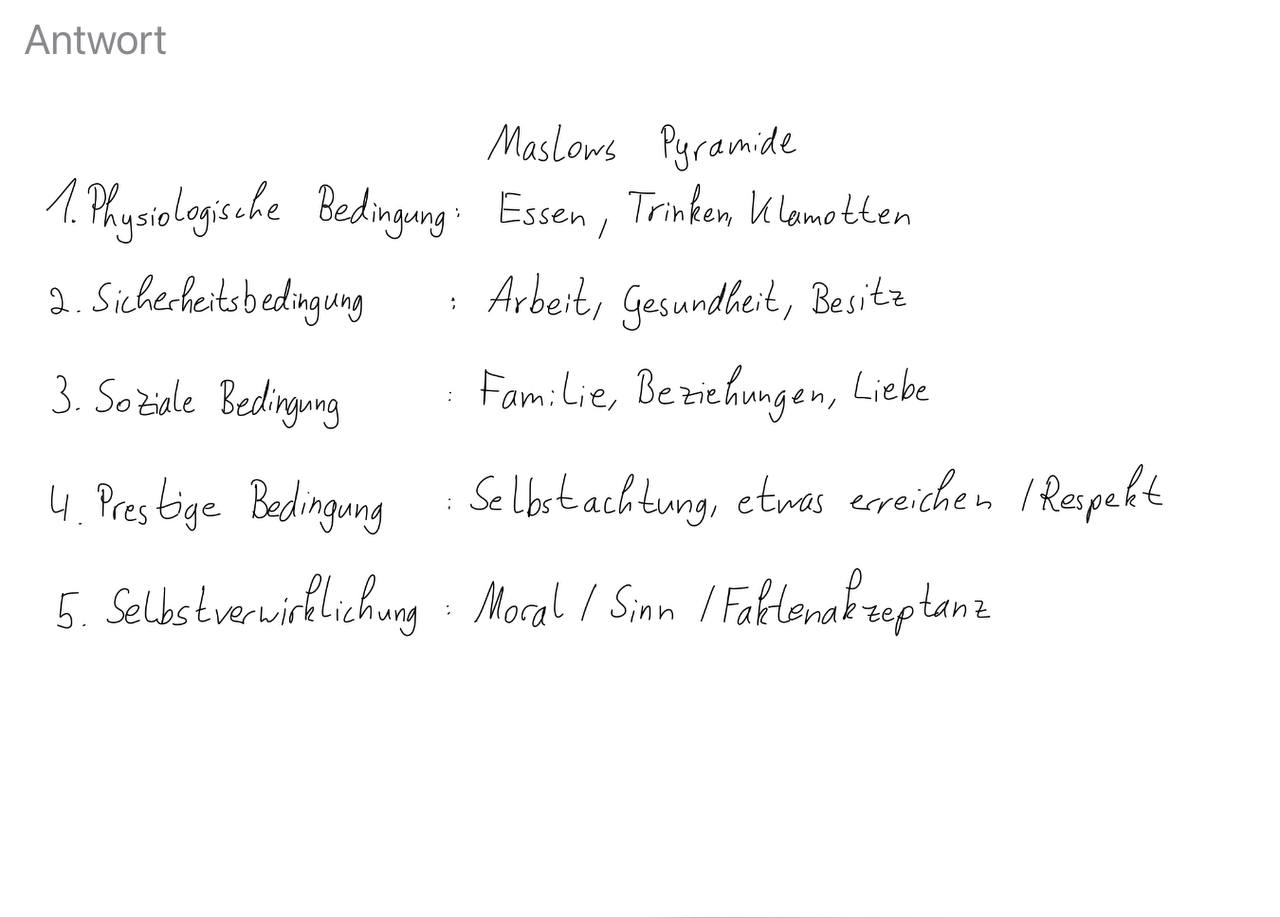 Antwort
Maslows Pyramide
1. Physiologische Bedingung: Essen, Trinken, Klamotten
2. Sicherheitsbedingung : Arbeit, Gesundheit, Besitz
3. Soziale Bedingung : Familie, Beziehungen, Liebe
4. Prestige Bedingung : Selbstachtung, etwas erreichen / Respekt
5. Selbstverwirklichung : Moral / Sinn / Faktenakzeptanz